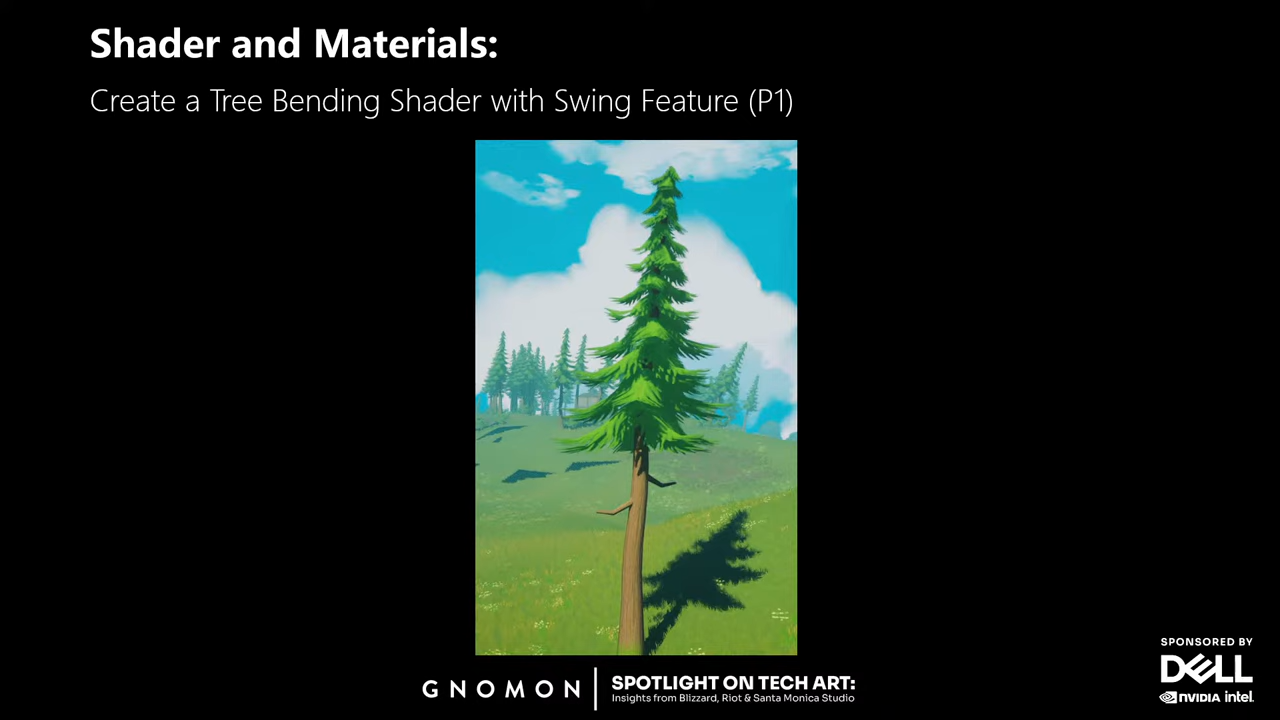 Shader and Materials:
Create a Tree Bending Shader with Swing Feature (P1)
SPONSORED BY
DELL
NVIDIA intel.
GNOMON
SPOTLIGHT ON TECH ART:
Insights from Blizzard, Riot & Santa Monica Studio